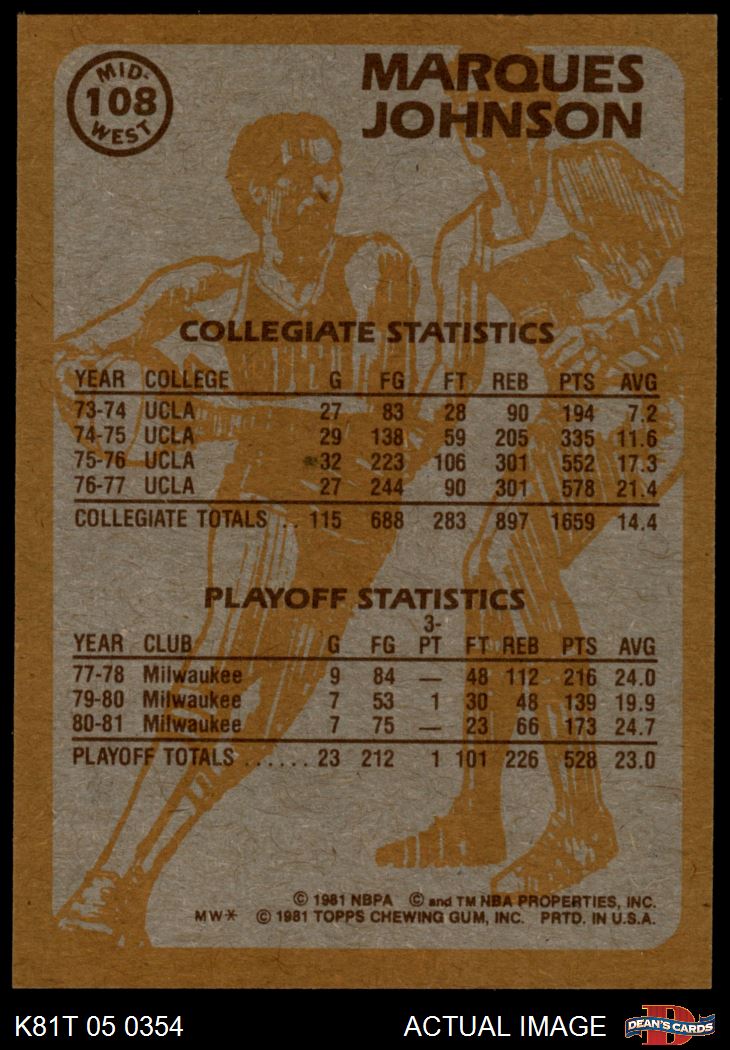 MID-
108
WEST
MARQUES
JOHNSON
COLLEGIATE STATISTICS
YEAR COLLEGE G FG FT REB PTS AVG
73-74 UCLA 27 83 28 90 194 7.2
74-75 UCLA 29 138 59 205 335 11.6
75-76 UCLA 32 223 106 301 552 17.3
76-77 UCLA 27 244 90 301 578 21.4
COLLEGIATE TOTALS .. 115 688 283 897 1659 14.4
PLAYOFF STATISTICS
YEAR CLUB G FG 3-PT FT REB PTS AVG
77-78 Milwaukee 9 84 — 48 112 216 24.0
79-80 Milwaukee 7 53 1 30 48 139 19.9
80-81 Milwaukee 7 75 — 23 66 173 24.7
PLAYOFF TOTALS ...... 23 212 1 101 226 528 23.0
© 1981 NBPA © and TM NBA PROPERTIES, INC.
MW* © 1981 TOPPS CHEWING GUM, INC. PRTD. IN U.S.A.
K81T 05 0354 ACTUAL IMAGE D DEAN'S CARDS